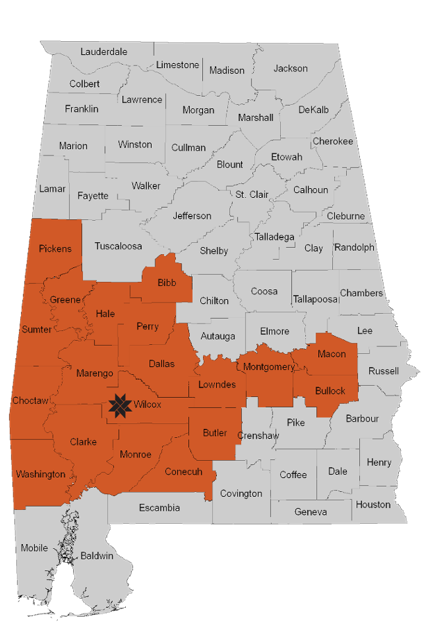 Lauderdale
Limestone
Madison
Jackson
Colbert
Lawrence
Franklin
Morgan
DeKalb
Marshall
Marion
Winston
Cullman
Cherokee
Etowah
Blount
Lamar
Walker
Fayette
St. Clair
Calhoun
Jefferson
Cleburne
Talladega
Pickens
Tuscaloosa
Shelby
Clay
Randolph
Bibb
Greene
Hale
Chilton
Coosa
Tallapoosa
Chambers
Sumter
Perry
Autauga
Elmore
Lee
Macon
Marengo
Dallas
Montgomery
Russell
Lowndes
Bullock
Choctaw
Wilcox
Butler
Crenshaw
Pike
Barbour
Clarke
Monroe
Conecuh
Washington
Coffee
Dale
Henry
Covington
Escambia
Geneva
Houston
Mobile
Baldwin